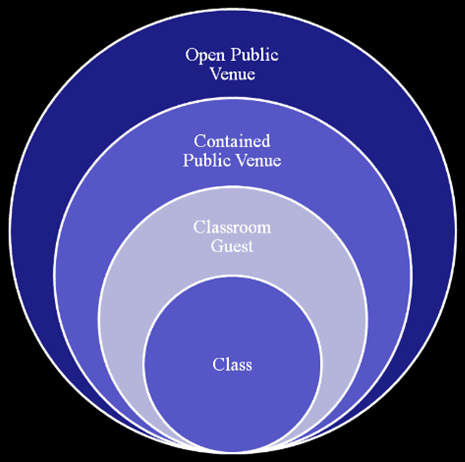 Open Public
Venue
Contained
Public Venue
Classroom
Guest
Class